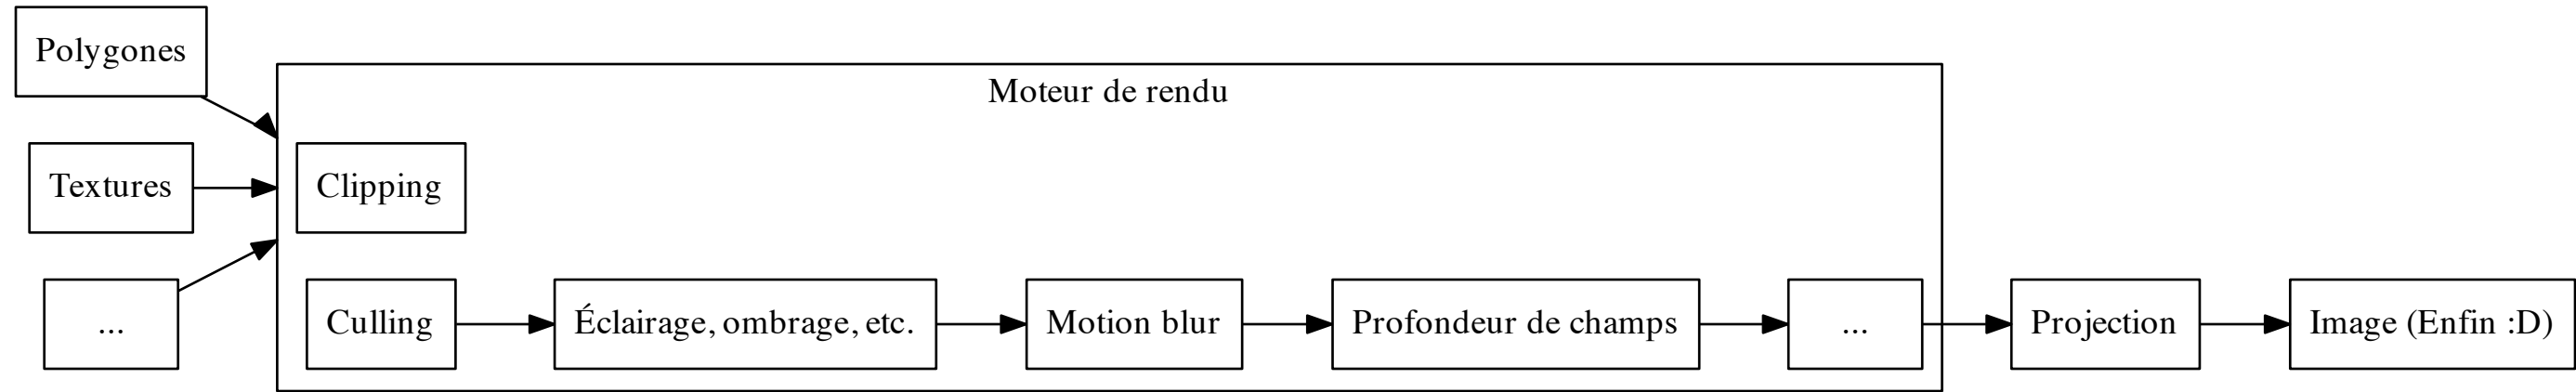 Polygones
Moteur de rendu
Textures
Clipping
...
Culling
Éclairage, ombrage, etc.
Motion blur
Profondeur de champs
...
Projection
Image (Enfin :D)